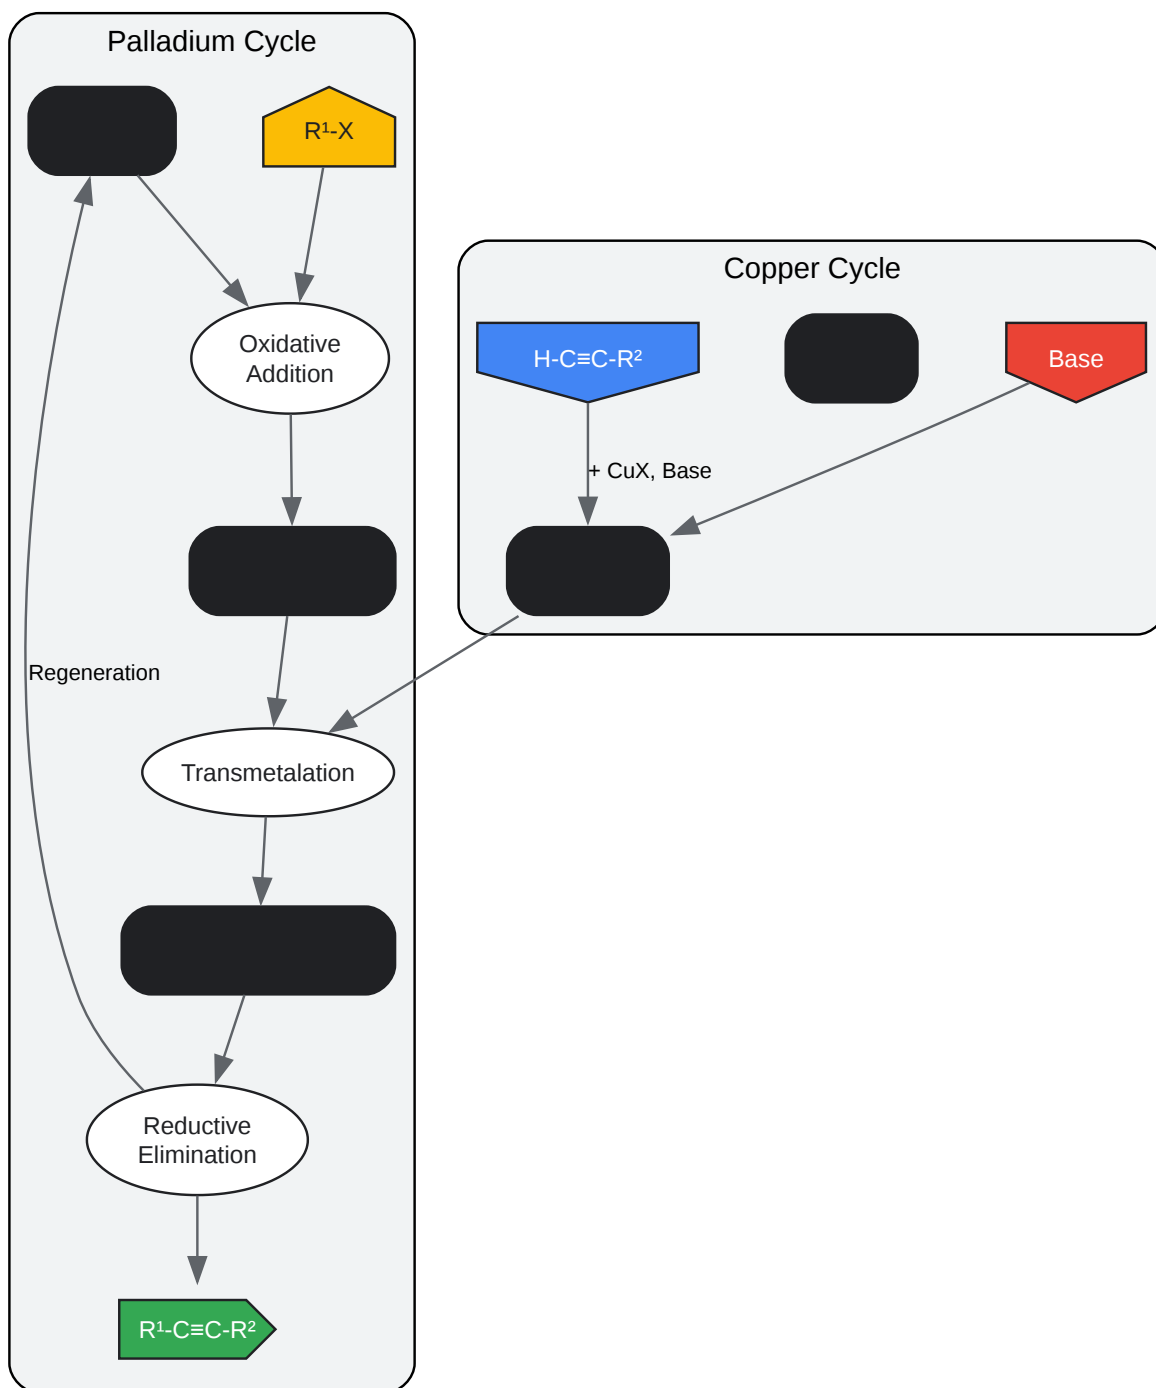 Palladium Cycle
R¹-X
Oxidative
Addition
Copper Cycle
H-C≡C-R²
Base
+ CuX, Base
Regeneration
Transmetalation
Reductive
Elimination
R¹-C≡C-R²